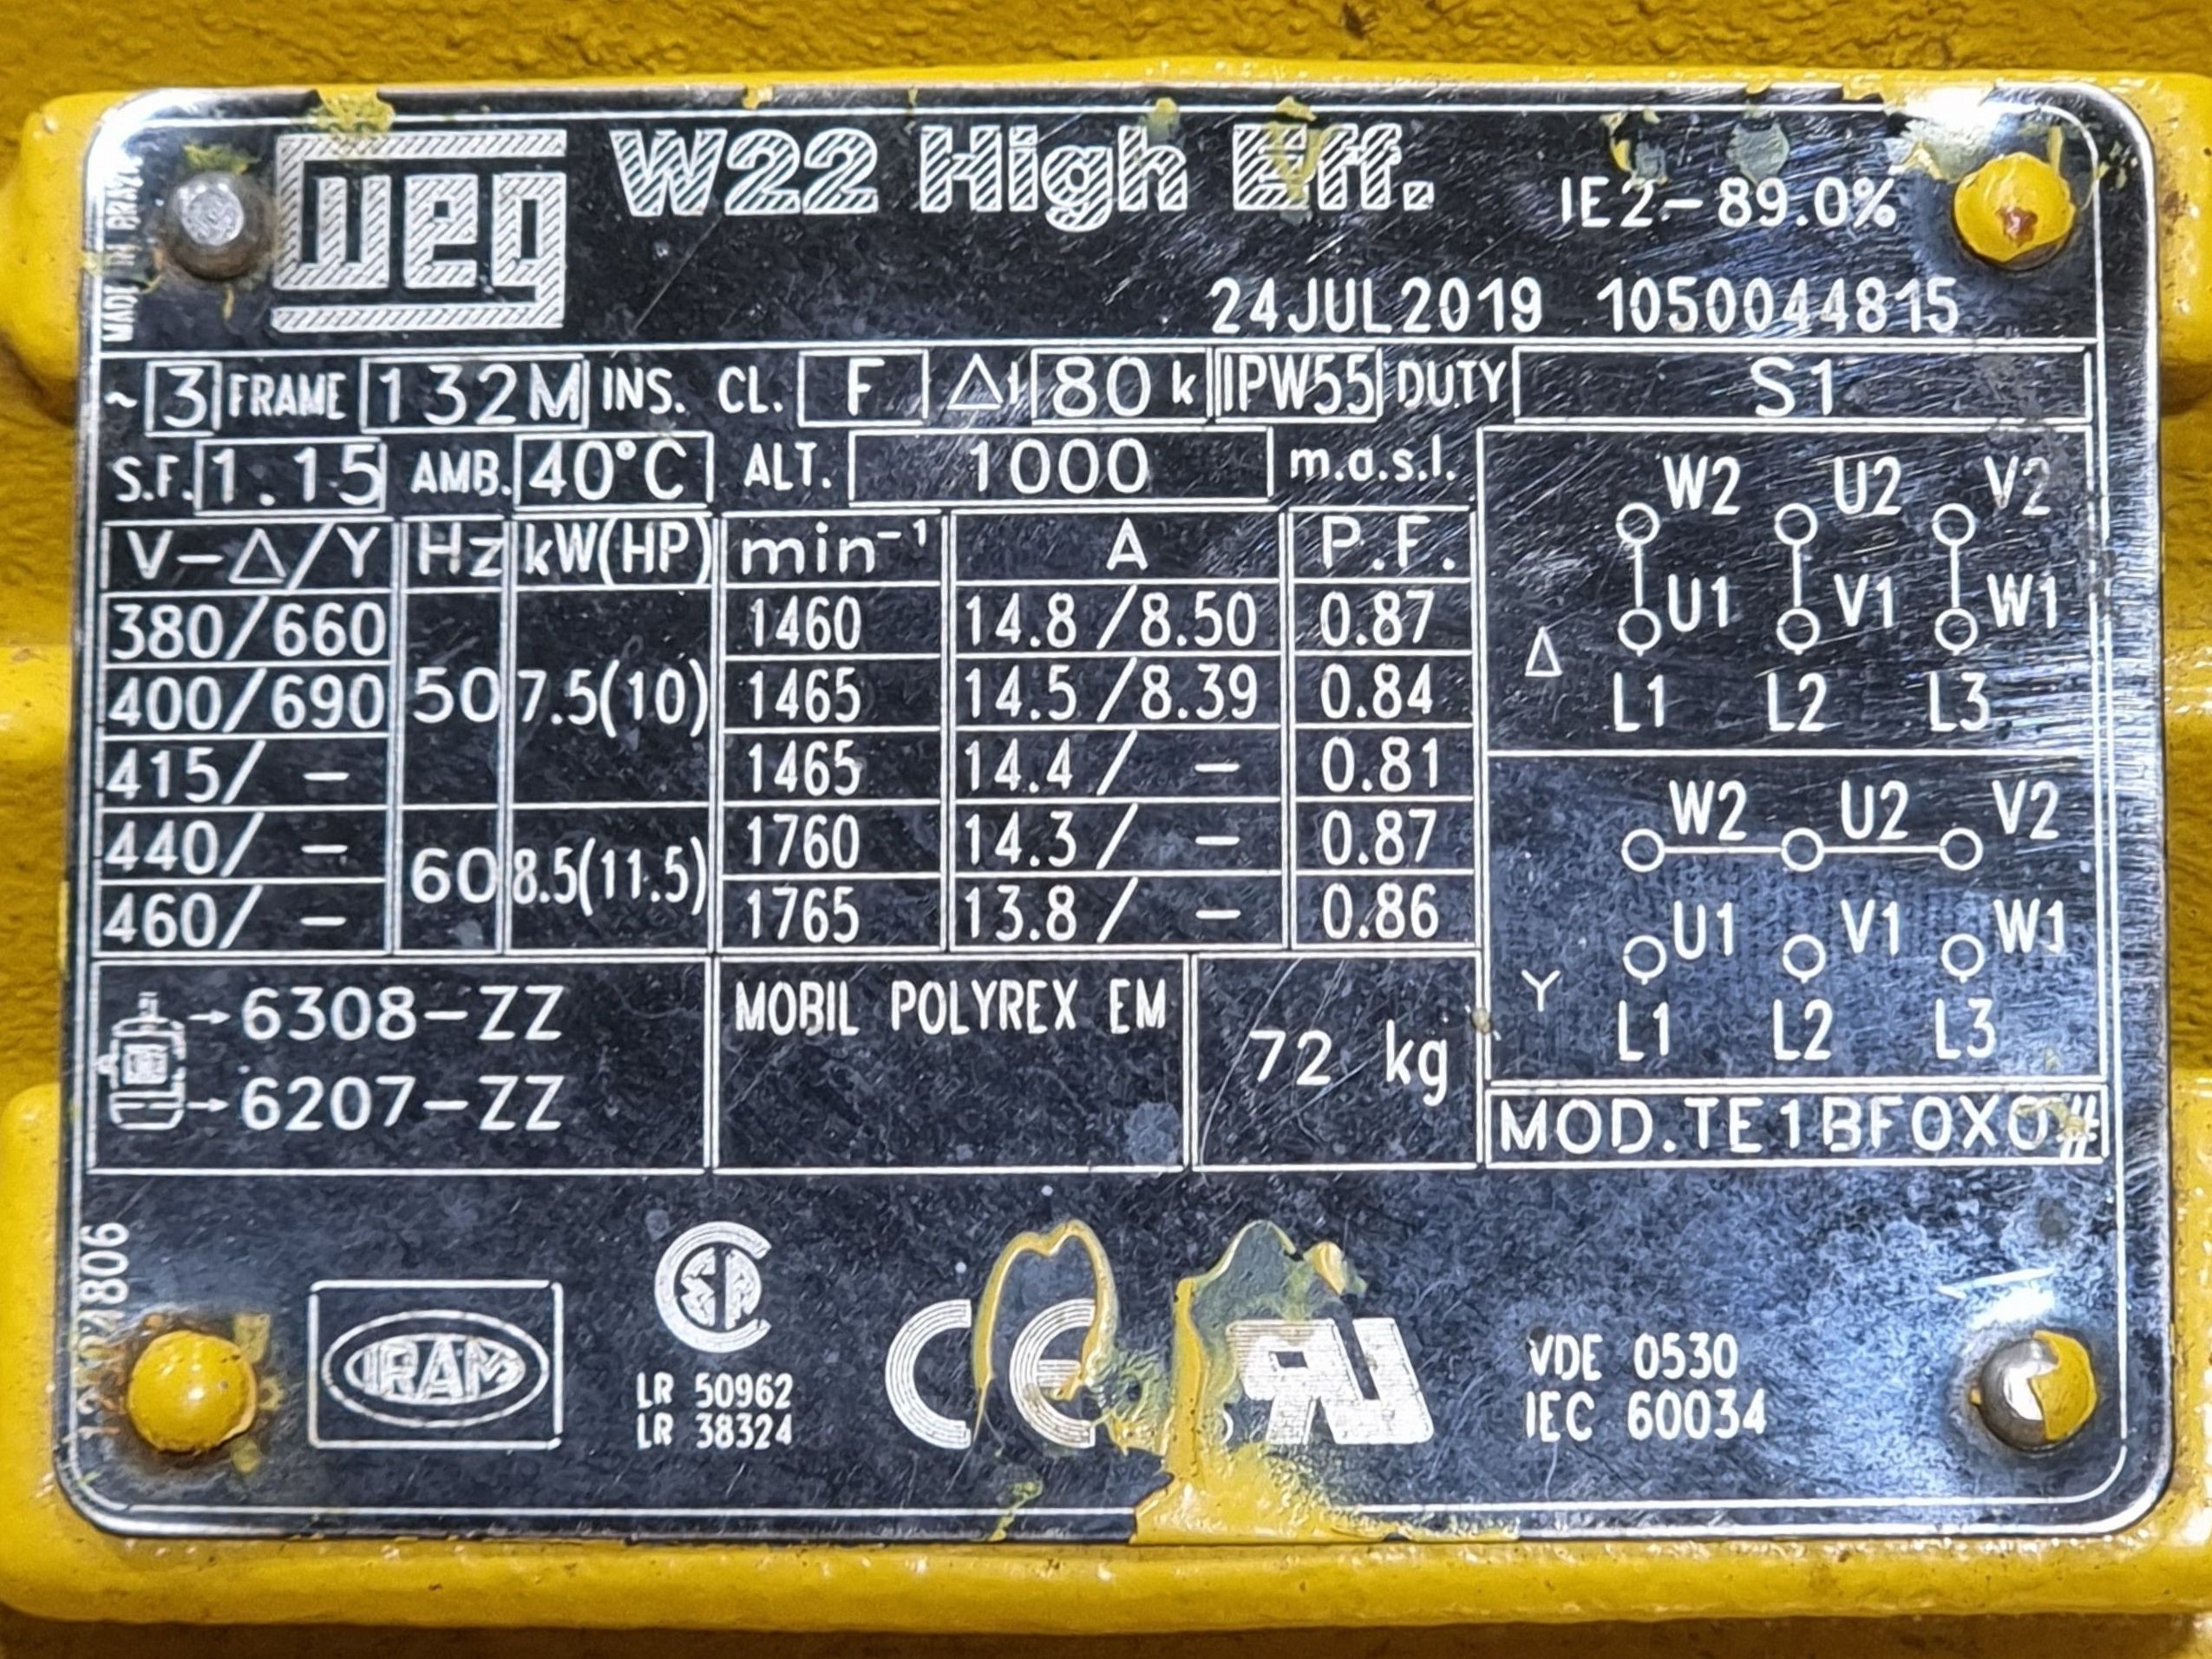 MADE IN BRAZIL
weg W22 High Eff. IE2-89.0%
24JUL2019 1050044815
~ 3 FRAME 132M INS. CL. F Δt 80 k IPW55 DUTY S1
S.F. 1.15 AMB. 40°C ALT. 1000 m.a.s.l.
V-Δ/Y Hz kW(HP) min⁻¹ A P.F.
380/660 1460 14.8/8.50 0.87
400/690 50 7.5(10) 1465 14.5/8.39 0.84
415/ - 1465 14.4/ - 0.81
440/ - 1760 14.3/ - 0.87
460/ - 60 8.5(11.5) 1765 13.8/ - 0.86
W2 U2 V2
U1 V1 W1
Δ
L1 L2 L3
W2 U2 V2
U1 V1 W1
Y
L1 L2 L3
→6308-ZZ
→6207-ZZ
MOBIL POLYREX EM
72 kg
MOD.TE1BF0X0#
IRAM
LR 50962
LR 38324
CE
VDE 0530
IEC 60034